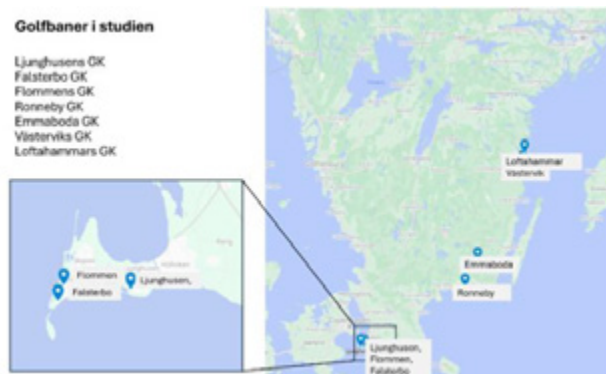 Golfbaner i studien
Ljunghusens GK
Falsterbo GK
Flommens GK
Ronneby GK
Emmaboda GK
Västerviks GK
Loftahammars GK
Loftahammar
Västervik
Emmaboda
Ronneby
Ljunghusen,
Flommen,
Falsterbo
Flommen
Falsterbo
Ljunghusen,